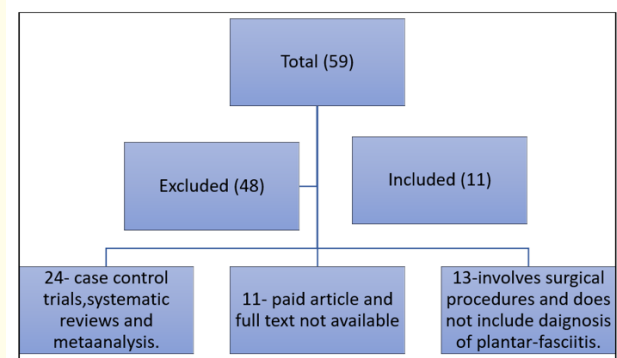 Total (59)
Excluded (48)
Included (11)
24- case control
trials,systematic
reviews and
metaanalysis.
11- paid article and
full text not available
13-involves surgical
procedures and does
not include daignosis
of plantar-fasciitis.